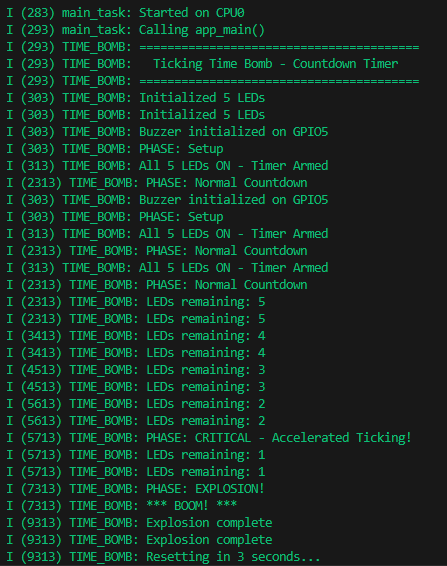 I (283) main_task: Started on CPU0
I (293) main_task: Calling app_main()
I (293) TIME_BOMB: ========================================
I (293) TIME_BOMB:   Ticking Time Bomb - Countdown Timer
I (293) TIME_BOMB: ========================================
I (303) TIME_BOMB: Initialized 5 LEDs
I (303) TIME_BOMB: Initialized 5 LEDs
I (303) TIME_BOMB: Buzzer initialized on GPIO5
I (303) TIME_BOMB: PHASE: Setup
I (313) TIME_BOMB: All 5 LEDs ON - Timer Armed
I (2313) TIME_BOMB: PHASE: Normal Countdown
I (303) TIME_BOMB: Buzzer initialized on GPIO5
I (303) TIME_BOMB: PHASE: Setup
I (313) TIME_BOMB: All 5 LEDs ON - Timer Armed
I (2313) TIME_BOMB: PHASE: Normal Countdown
I (313) TIME_BOMB: All 5 LEDs ON - Timer Armed
I (2313) TIME_BOMB: PHASE: Normal Countdown
I (2313) TIME_BOMB: LEDs remaining: 5
I (2313) TIME_BOMB: LEDs remaining: 5
I (3413) TIME_BOMB: LEDs remaining: 4
I (3413) TIME_BOMB: LEDs remaining: 4
I (4513) TIME_BOMB: LEDs remaining: 3
I (4513) TIME_BOMB: LEDs remaining: 3
I (5613) TIME_BOMB: LEDs remaining: 2
I (5613) TIME_BOMB: LEDs remaining: 2
I (5713) TIME_BOMB: PHASE: CRITICAL - Accelerated Ticking!
I (5713) TIME_BOMB: LEDs remaining: 1
I (5713) TIME_BOMB: LEDs remaining: 1
I (7313) TIME_BOMB: PHASE: EXPLOSION!
I (7313) TIME_BOMB: *** BOOM! ***
I (9313) TIME_BOMB: Explosion complete
I (9313) TIME_BOMB: Explosion complete
I (9313) TIME_BOMB: Resetting in 3 seconds...